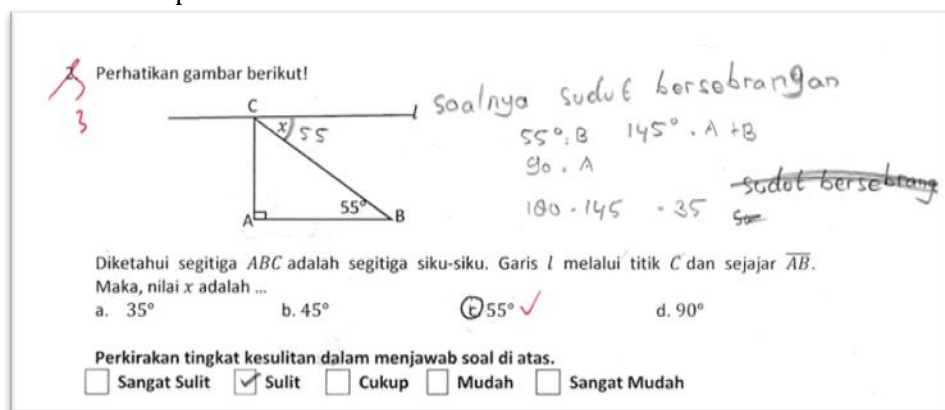 2. Perhatikan gambar berikut!
3
C
l
x
55
55°
A
B
soalnya sudut bersebrangan
55°. B 145°. A + B
90. A
180 - 145 = 35
sudut bersebrang
Diketahui segitiga ABC adalah segitiga siku-siku. Garis l melalui titik C dan sejajar AB.
Maka, nilai x adalah ...
a. 35° b. 45° c. 55° d. 90°
Perkirakan tingkat kesulitan dalam menjawab soal di atas.
Sangat Sulit Sulit Cukup Mudah Sangat Mudah